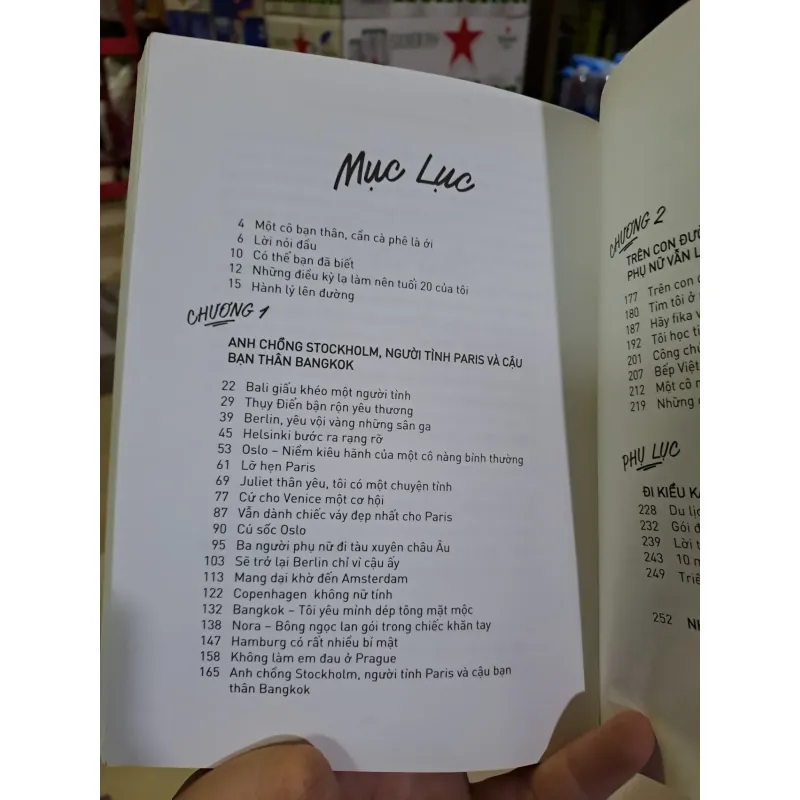 Mục Lục
4 Một cô bạn thân, cần cà phê là ới
6 Lời nói đầu
10 Có thể bạn đã biết
12 Những điều kỳ lạ làm nên tuổi 20 của tôi
15 Hành lý lên đường
CHƯƠNG 1
ANH CHỒNG STOCKHOLM, NGƯỜI TÌNH PARIS VÀ CẬU
BẠN THÂN BANGKOK
22 Bali giấu khéo một người tình
29 Thụy Điển bận rộn yêu thương
39 Berlin, yêu vội vàng những sân ga
45 Helsinki bước ra rạng rỡ
53 Oslo – Niềm kiêu hãnh của một cô nàng bình thường
61 Lỡ hẹn Paris
69 Juliet thân yêu, tôi có một chuyện tình
77 Cứ cho Venice một cơ hội
87 Vẫn dành chiếc váy đẹp nhất cho Paris
90 Cú sốc Oslo
95 Ba người phụ nữ đi tàu xuyên châu Âu
103 Sẽ trở lại Berlin chỉ vì cậu ấy
113 Mang dại khờ đến Amsterdam
122 Copenhagen không nữ tính
132 Bangkok – Tôi yêu mình dép tông mặt mộc
138 Nora – Bông ngọc lan gói trong chiếc khăn tay
147 Hamburg có rất nhiều bí mật
158 Không làm em đau ở Prague
165 Anh chồng Stockholm, người tình Paris và cậu bạn
thân Bangkok
CHƯƠNG 2
TRÊN CON
PHỤ NỮ VẪN
177 Trên con
180 Tìm tôi ở
187 Hãy fika
192 Tôi học
201 Công
207 Bếp Việt
212 Một cô
219 Những
PHỤ LỤC
ĐI KIỂU
228 Du
232 Gói
239 Lời
243 10
249
252